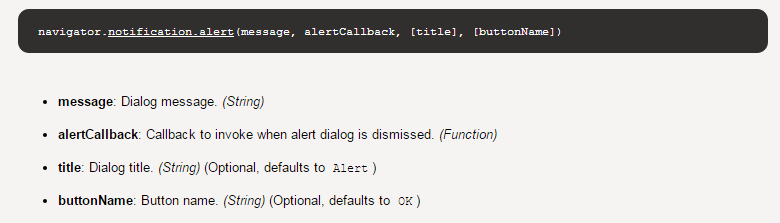 navigator.notification.alert(message, alertCallback, [title], [buttonName])
message: Dialog message. (String)
alertCallback: Callback to invoke when alert dialog is dismissed. (Function)
title: Dialog title. (String) (Optional, defaults to Alert)
buttonName: Button name. (String) (Optional, defaults to OK)